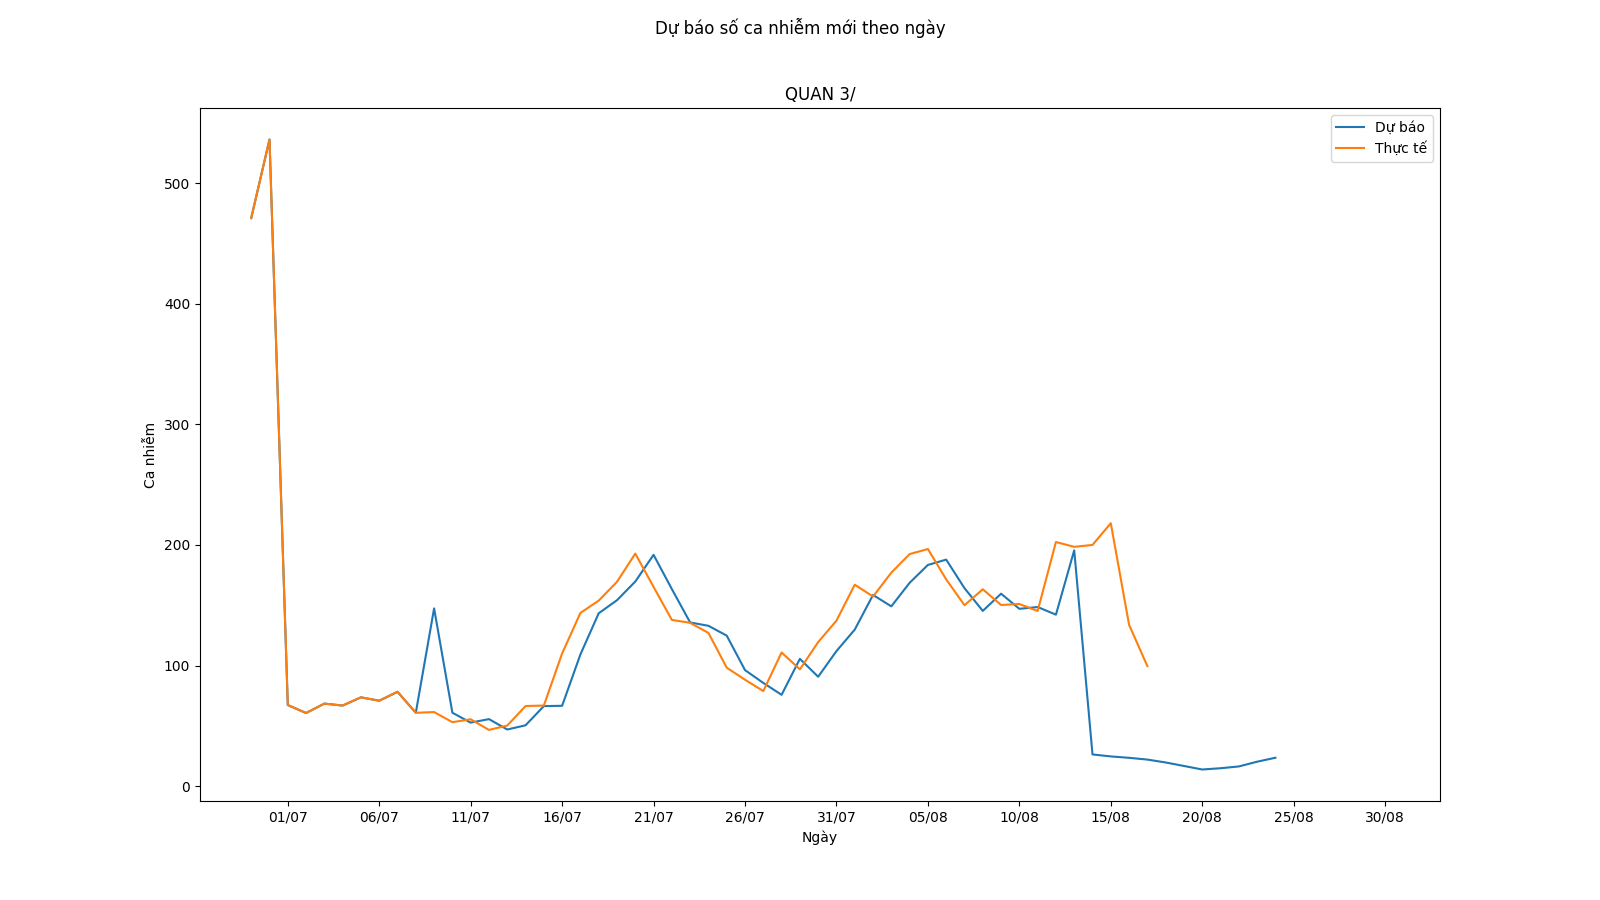 Dự báo số ca nhiễm mới theo ngày
QUAN 3/
Dự báo
Thực tế
500
400
300
200
100
0
Ca nhiễm
01/07 06/07 11/07 16/07 21/07 26/07 31/07 05/08 10/08 15/08 20/08 25/08 30/08
Ngày